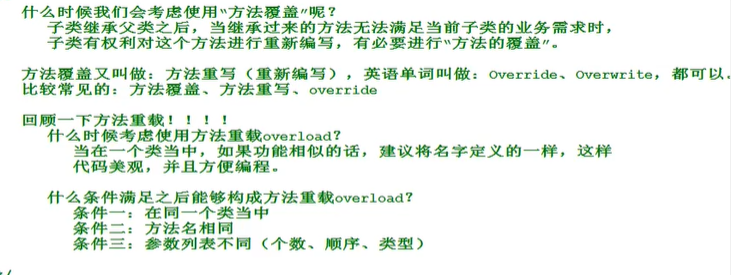 什么时候我们会考虑使用“方法覆盖”呢？
子类继承父类之后，当继承过来的方法无法满足当前子类的业务需求时，
子类有权利对这个方法进行重新编写，有必要进行“方法的覆盖”。
方法覆盖又叫做：方法重写（重新编写），英语单词叫做：Override、Overwrite，都可以。
比较常见的：方法覆盖、方法重写、override
回顾一下方法重载！！！！
什么时候考虑使用方法重载overload？
当在一个类当中，如果功能相似的话，建议将名字定义的一样，这样
代码美观，并且方便编程。
什么条件满足之后能够构成方法重载overload？
条件一：在同一个类当中
条件二：方法名相同
条件三：参数列表不同（个数、顺序、类型）
*/